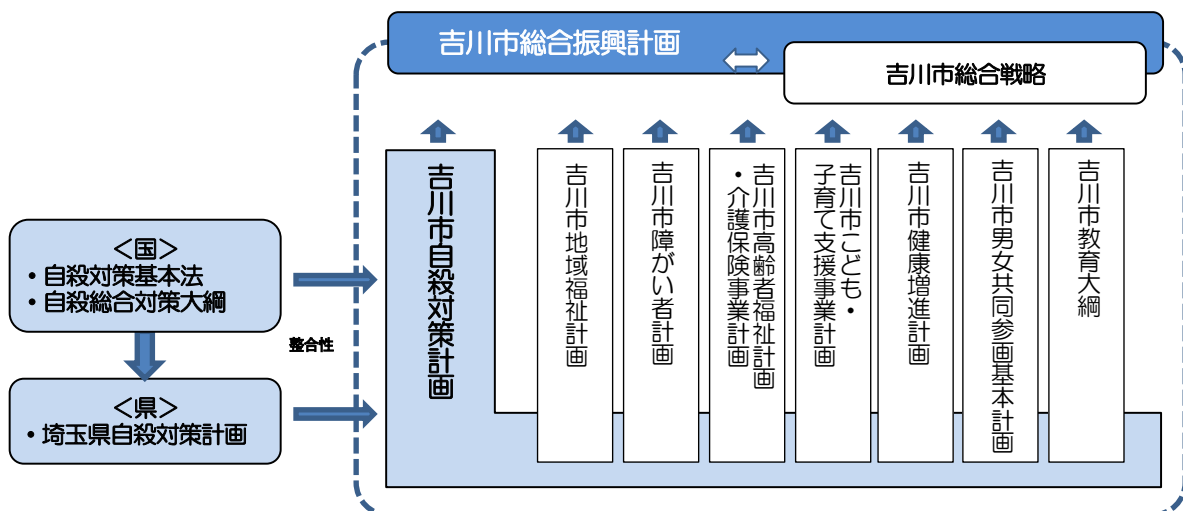 吉川市総合振興計画
吉川市総合戦略
＜国＞
・自殺対策基本法
・自殺総合対策大綱
整合性
＜県＞
・埼玉県自殺対策計画
吉川市自殺対策計画
吉川市地域福祉計画
吉川市障がい者計画
吉川市高齢者福祉計画
・介護保険事業計画
吉川市こども・
子育て支援事業計画
吉川市健康増進計画
吉川市男女共同参画基本計画
吉川市教育大綱